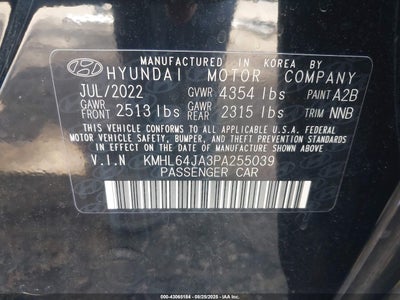 MANUFACTURED IN KOREA BY
HYUNDAI MOTOR COMPANY
JUL/2022 GVWR 4354 lbs PAINT A2B
GAWR FRONT 2513 lbs GAWR REAR 2315 lbs TRIM NNB
THIS VEHICLE CONFORMS TO ALL APPLICABLE U.S.A. FEDERAL
MOTOR VEHICLE SAFETY, BUMPER, AND THEFT PREVENTION
STANDARDS IN EFFECT ON THE DATE OF MANUFACTURE
SHOWN ABOVE.
V.I.N KMHL64JA3PA255039
PASSENGER CAR
000-43065184 - 08/29/2025 - IAA, Inc.